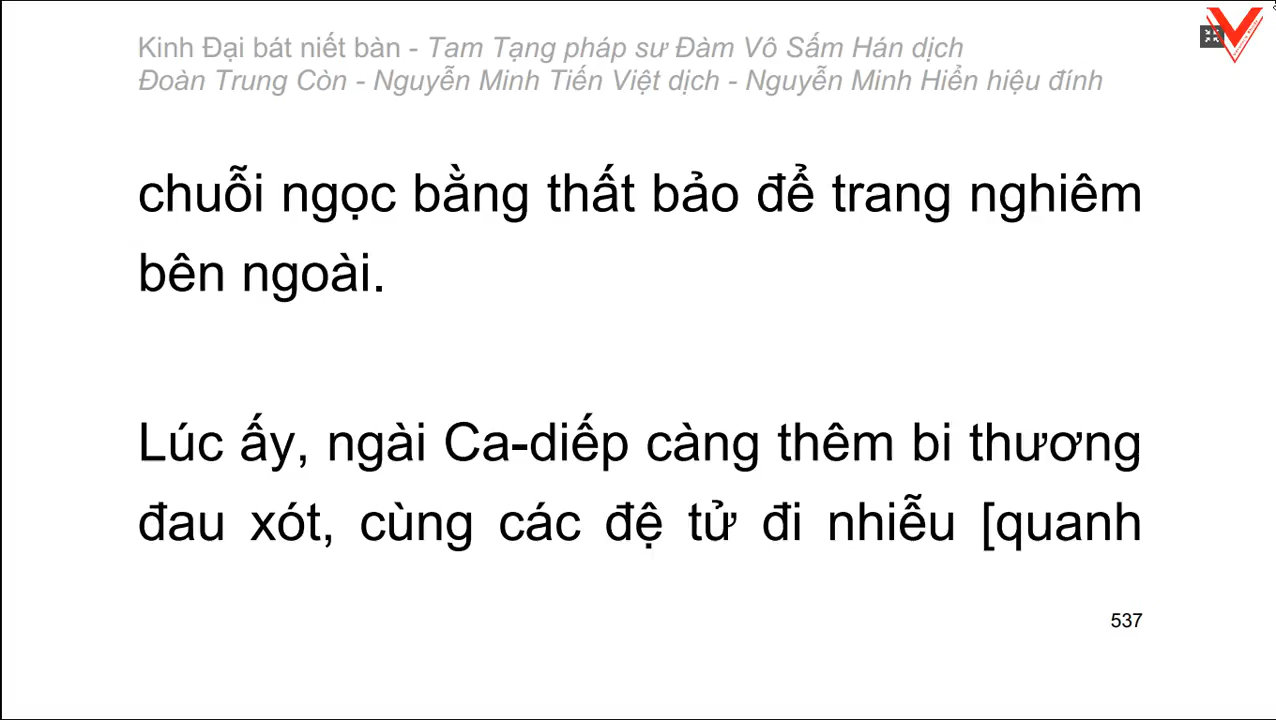 Kinh Đại bát niết bàn - Tam Tạng pháp sư Đàm Vô Sấm Hán dịch
Đoàn Trung Còn - Nguyễn Minh Tiến Việt dịch - Nguyễn Minh Hiển hiệu đính
chuỗi ngọc bằng thất bảo để trang nghiêm
bên ngoài.
Lúc ấy, ngài Ca-diếp càng thêm bi thương
đau xót, cùng các đệ tử đi nhiễu [quanh
537